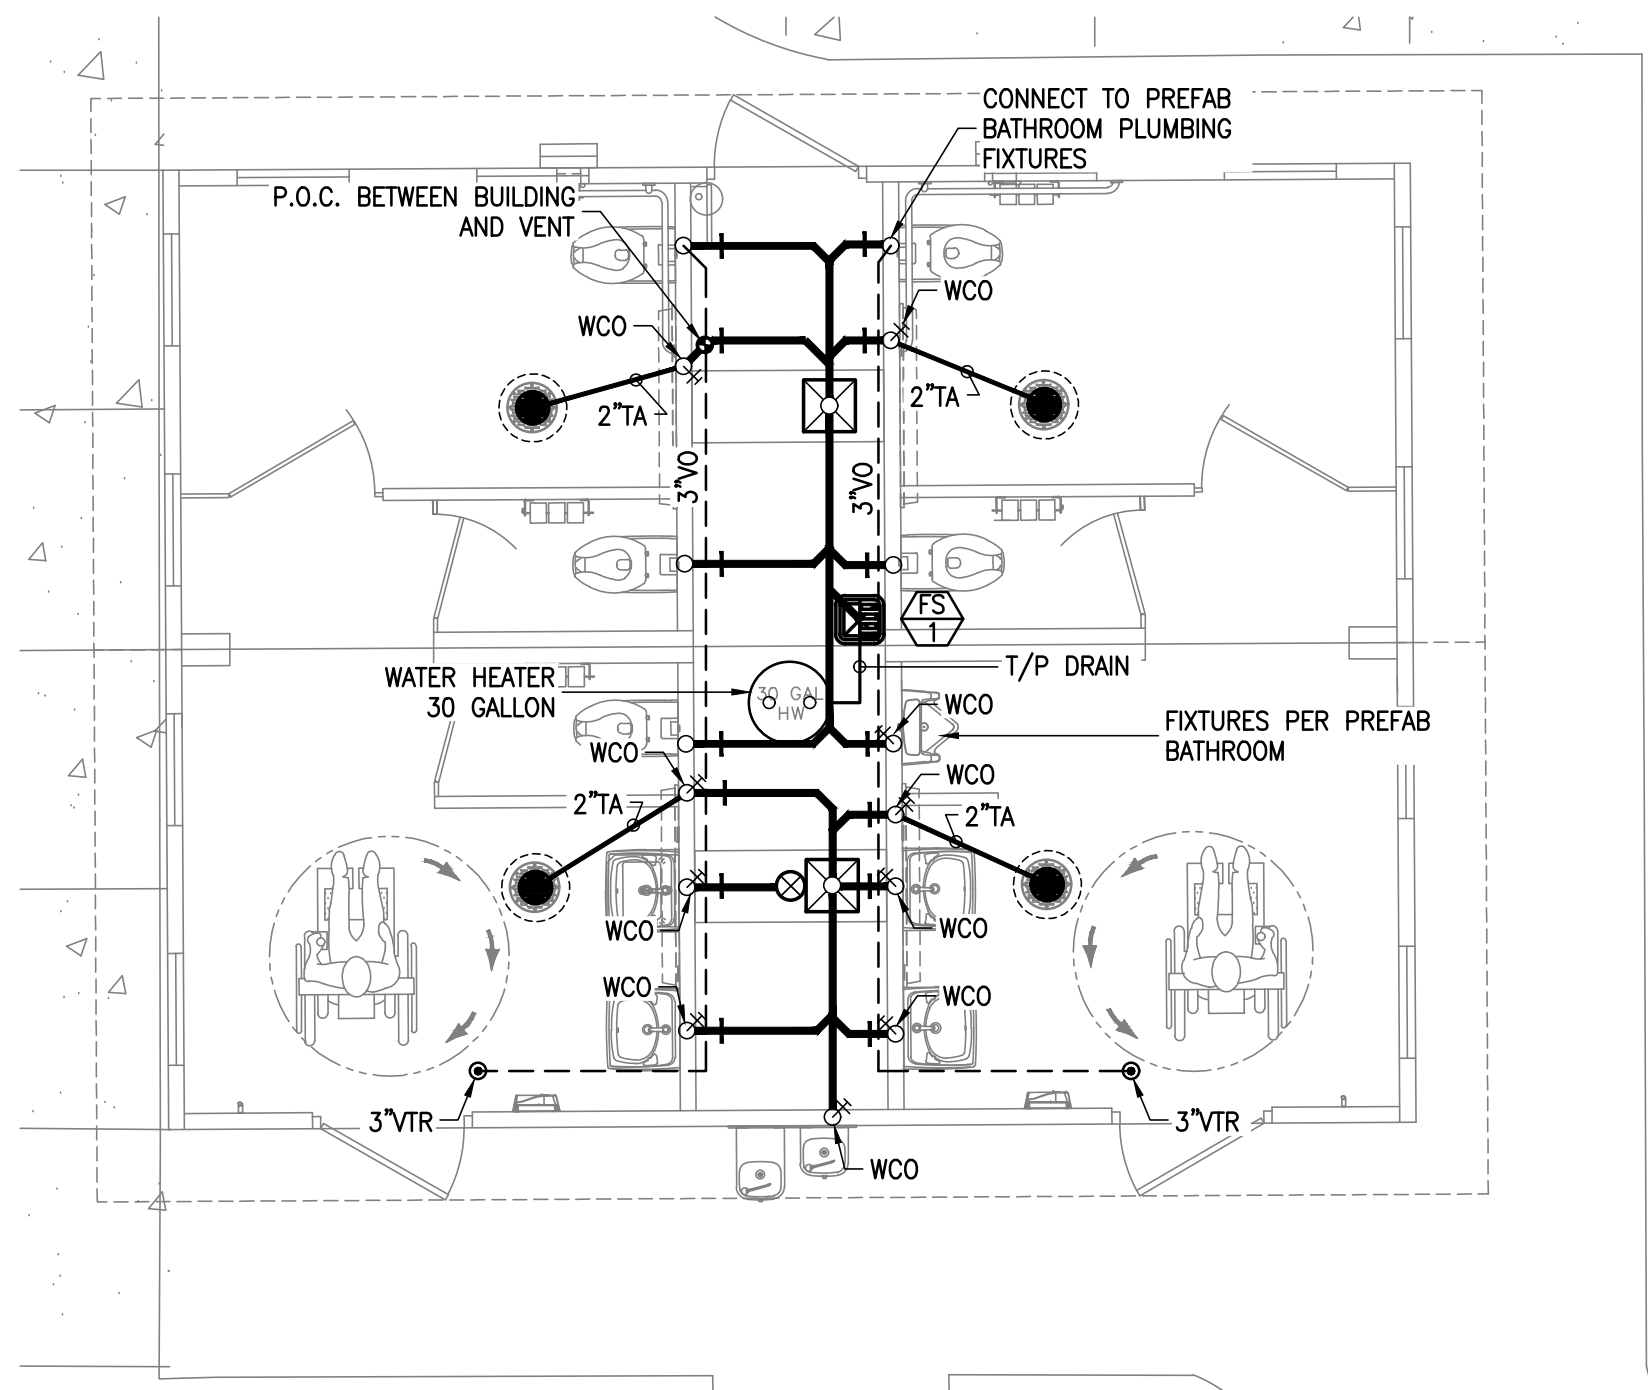 CONNECT TO PREFAB
BATHROOM PLUMBING
FIXTURES
P.O.C. BETWEEN BUILDING
AND VENT
WCO
WCO
2"TA
2"TA
3"VO
3"VO
FS
1
WATER HEATER
30 GALLON
30 GAL
HW
T/P DRAIN
WCO
FIXTURES PER PREFAB
BATHROOM
WCO
WCO
2"TA
2"TA
WCO
WCO
WCO
WCO
3"VTR
3"VTR
WCO